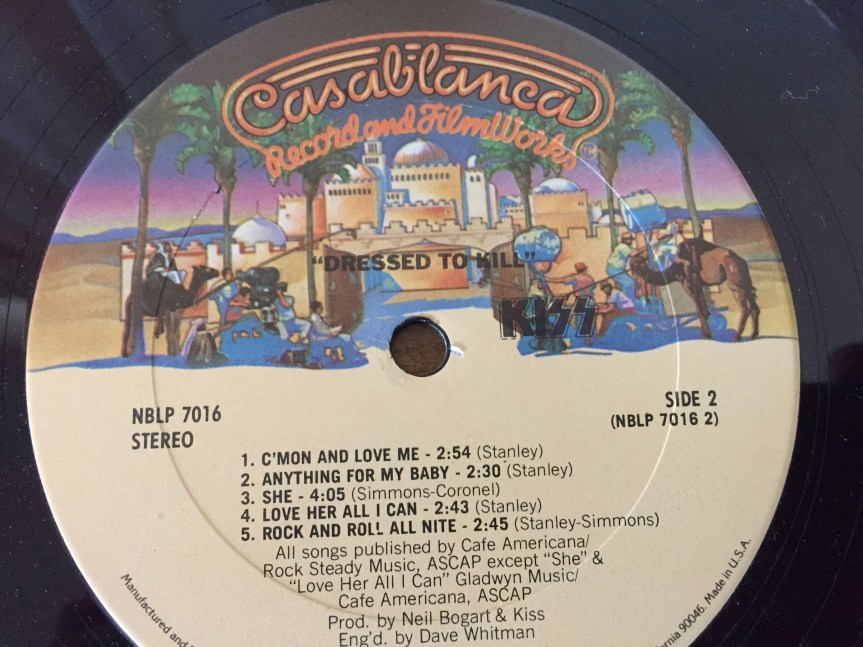 Casablanca
Record and FilmWorks
"DRESSED TO KILL"
KISS
NBLP 7016
STEREO
SIDE 2
(NBLP 7016 2)
1. C'MON AND LOVE ME - 2:54 (Stanley)
2. ANYTHING FOR MY BABY - 2:30 (Stanley)
3. SHE - 4:05 (Simmons-Coronel)
4. LOVE HER ALL I CAN - 2:43 (Stanley)
5. ROCK AND ROLL ALL NITE - 2:45 (Stanley-Simmons)
All songs published by Cafe Americana/
Rock Steady Music, ASCAP except "She" &
"Love Her All I Can" Gladwyn Music/
Cafe Americana, ASCAP
Prod. by Neil Bogart & Kiss
Eng'd. by Dave Whitman
Manufactured and
90046. Made in U.S.A.